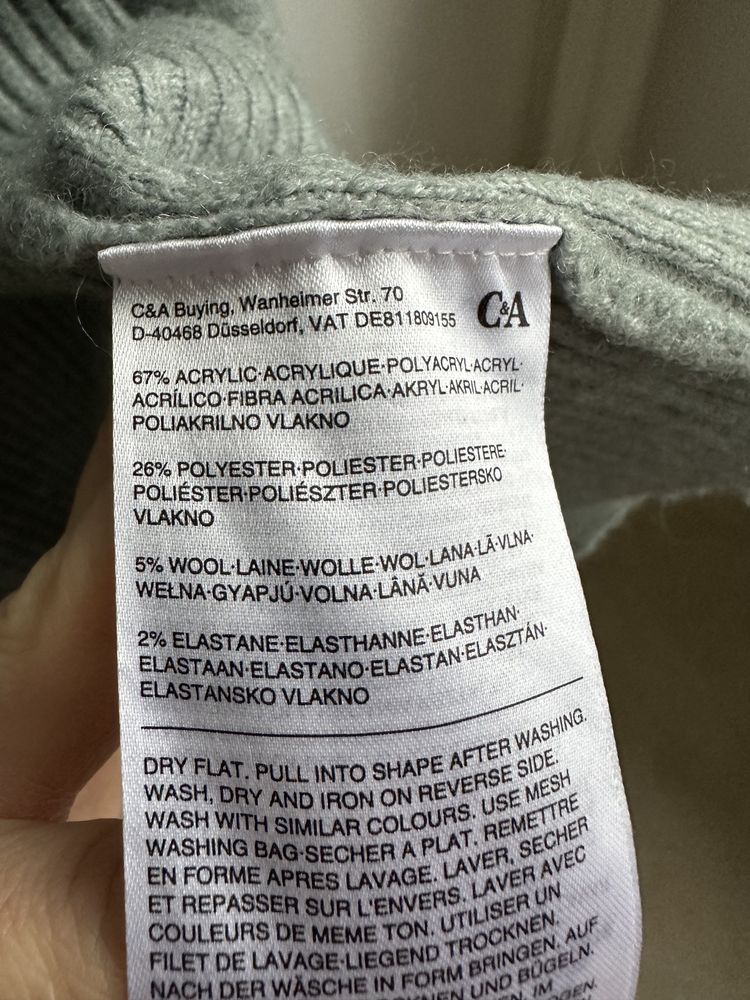 C&A Buying, Wanheimer Str. 70
D-40468 Düsseldorf, VAT DE811809155
C&A
67% ACRYLIC·ACRYLIQUE·POLYACRYL·ACRYL·
ACRÍLICO·FIBRA ACRILICA·AKRYL·AKRIL·ACRIL·
POLIAKRILNO VLAKNO
26% POLYESTER·POLIESTER·POLIESTERE·
POLIÉSTER·POLIÉSZTER·POLIESTERSKO
VLAKNO
5% WOOL·LAINE·WOLLE·WOL·LANA·LÃ·VLNA·
WEŁNA·GYAPJÚ·VOLNA·LÂNĂ·VUNA
2% ELASTANE·ELASTHANNE·ELASTHAN·
ELASTAAN·ELASTANO·ELASTAN·ELASZTÁN·
ELASTANSKO VLAKNO
DRY FLAT. PULL INTO SHAPE AFTER WASHING.
WASH, DRY AND IRON ON REVERSE SIDE.
WASH WITH SIMILAR COLOURS. USE MESH
WASHING BAG·SECHER A PLAT. REMETTRE
EN FORME APRES LAVAGE. LAVER, SECHER
ET REPASSER SUR L'ENVERS. LAVER AVEC
COULEURS DE MEME TON. UTILISER UN
FILET DE LAVAGE·LIEGEND TROCKNEN.
NACH DER WÄSCHE IN FORM BRINGEN. AUF
UND BÜGELN.
IM